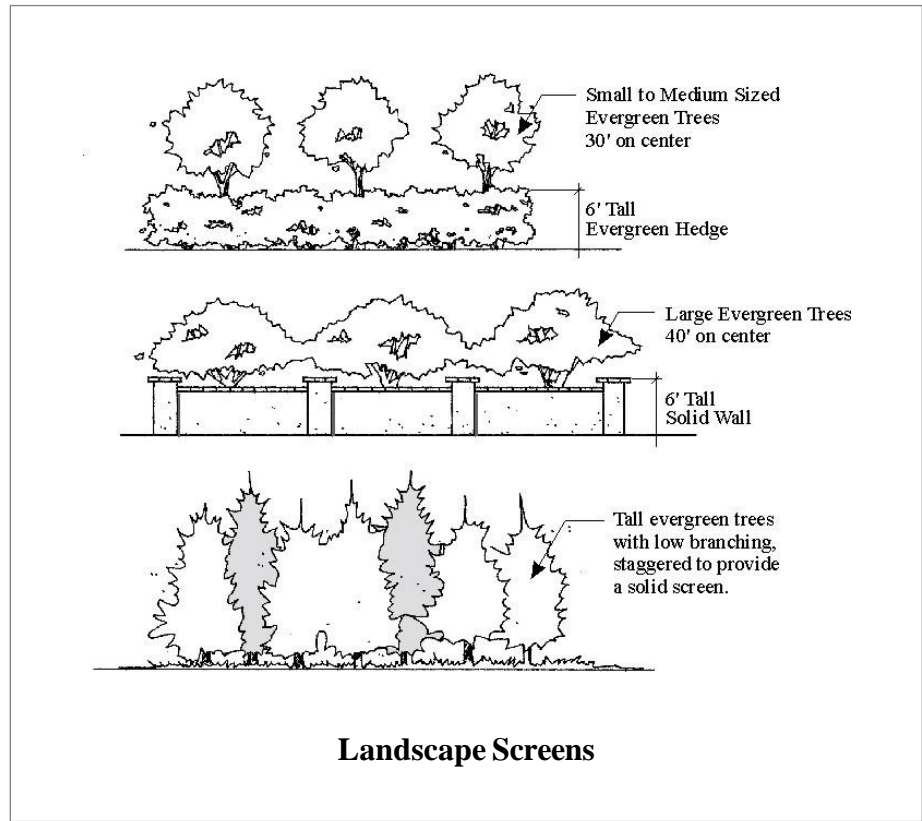 Small to Medium Sized
Evergreen Trees
30' on center
6' Tall
Evergreen Hedge
Large Evergreen Trees
40' on center
6' Tall
Solid Wall
Tall evergreen trees
with low branching,
staggered to provide
a solid screen.
Landscape Screens